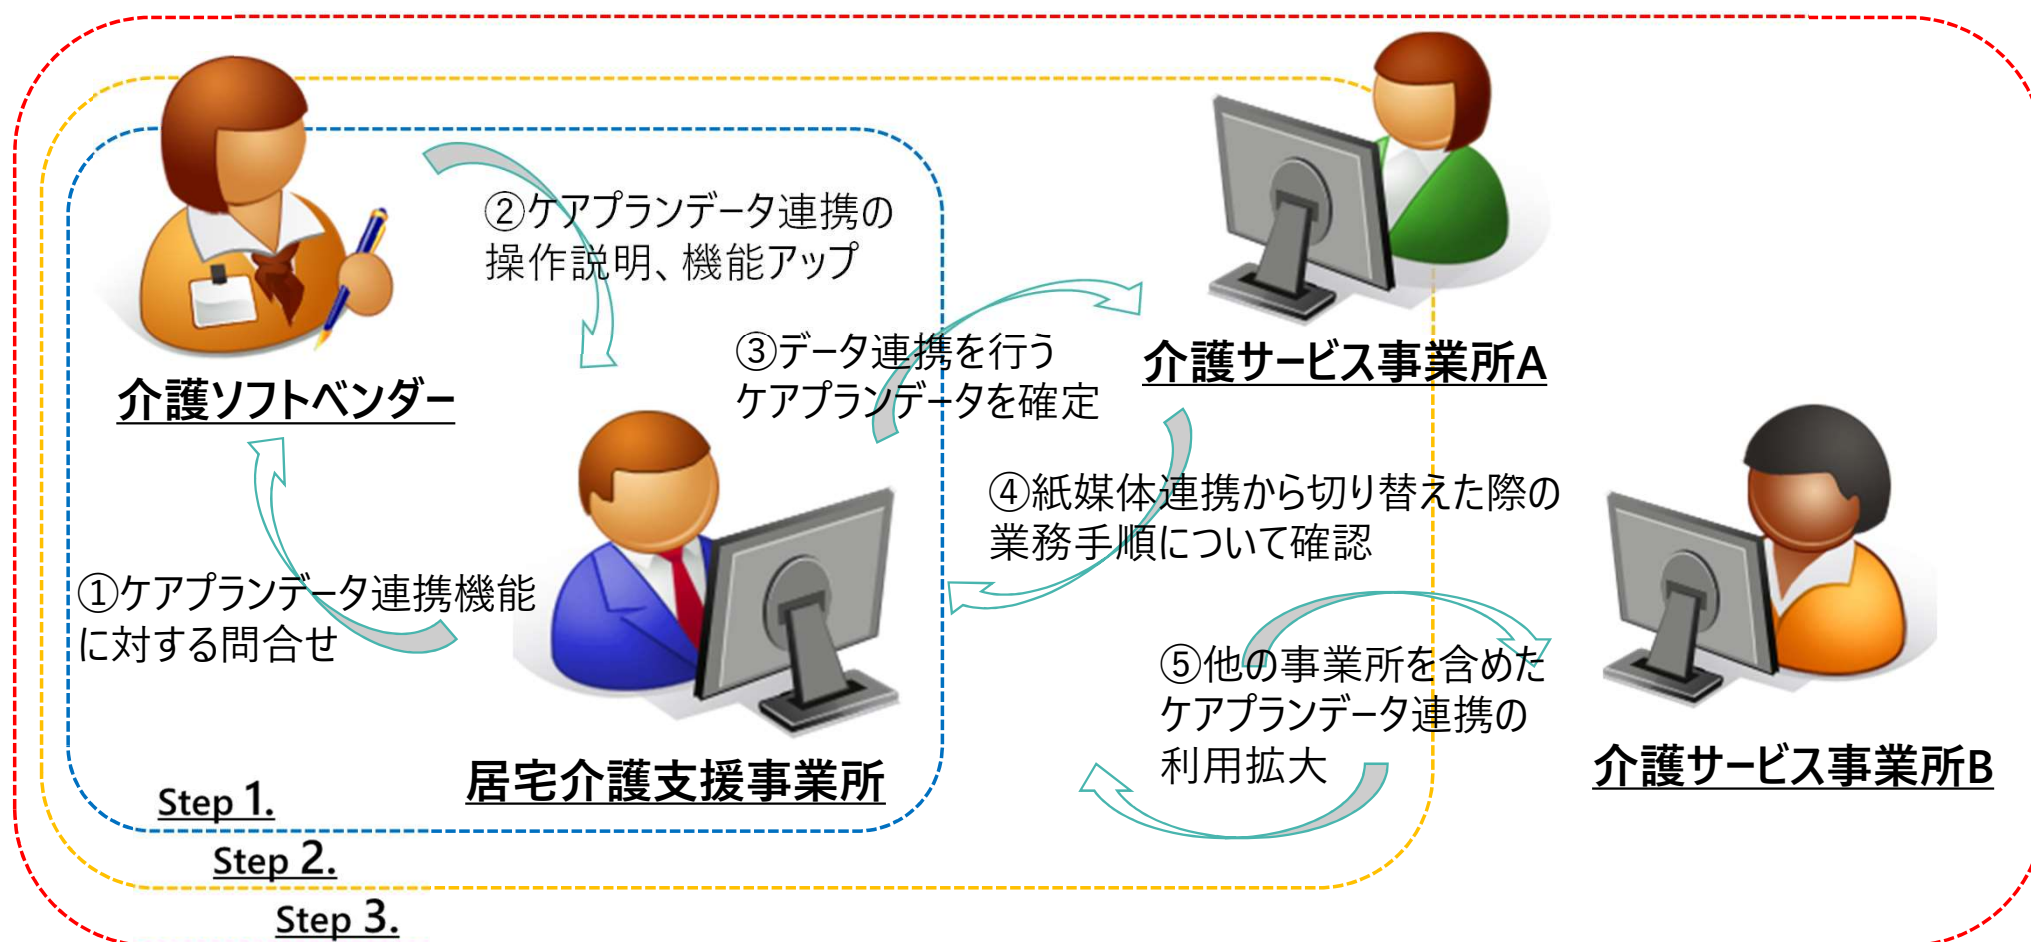 ②ケアプランデータ連携の
操作説明、機能アップ
③データ連携を行う
ケアプランデータを確定
介護サービス事業所A
介護ソフトベンダー
④紙媒体連携から切り替えた際の
業務手順について確認
①ケアプランデータ連携機能
に対する問合せ
⑤他の事業所を含めた
ケアプランデータ連携の
利用拡大
居宅介護支援事業所
介護サービス事業所B
Step 1.
Step 2.
Step 3.